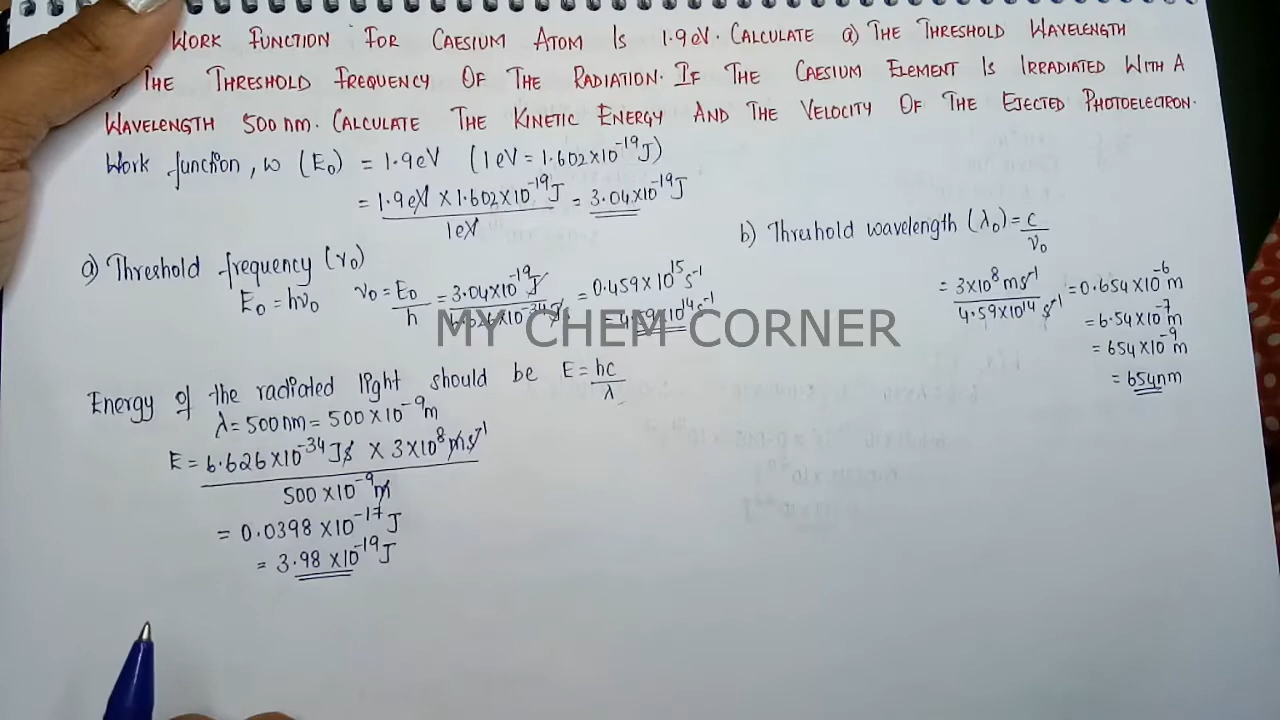 WORK FUNCTION FOR CAESIUM ATOM IS 1.9eV. CALCULATE a) THE THRESHOLD WAVELENGTH
THE THRESHOLD FREQUENCY OF THE RADIATION. IF THE CAESIUM ELEMENT IS IRRADIATED WITH A
WAVELENGTH 500 nm. CALCULATE THE KINETIC ENERGY AND THE VELOCITY OF THE EJECTED PHOTOELECTRON.
Work function, ω (E₀) = 1.9eV (1eV = 1.602×10⁻¹⁹J)
= 1.9eV × 1.602×10⁻¹⁹J / 1eV = 3.04×10⁻¹⁹J
a) Threshold frequency (ν₀)
E₀ = hν₀ ν₀ = E₀/h = 3.04×10⁻¹⁹J / 6.626×10⁻³⁴Js = 0.459×10¹⁵s⁻¹
= 4.59×10¹⁴s⁻¹
b) Threshold wavelength (λ₀) = c/ν₀
= 3×10⁸ms⁻¹ / 4.59×10¹⁴s⁻¹ = 0.654×10⁻⁶m
= 6.54×10⁻⁷m
= 654×10⁻⁹m
= 654nm
MY CHEM CORNER
Energy of the radiated light should be E = hc/λ
λ = 500nm = 500×10⁻⁹m
E = 6.626×10⁻³⁴Js × 3×10⁸ms⁻¹ / 500×10⁻⁹m
= 0.0398×10⁻¹⁷J
= 3.98×10⁻¹⁹J